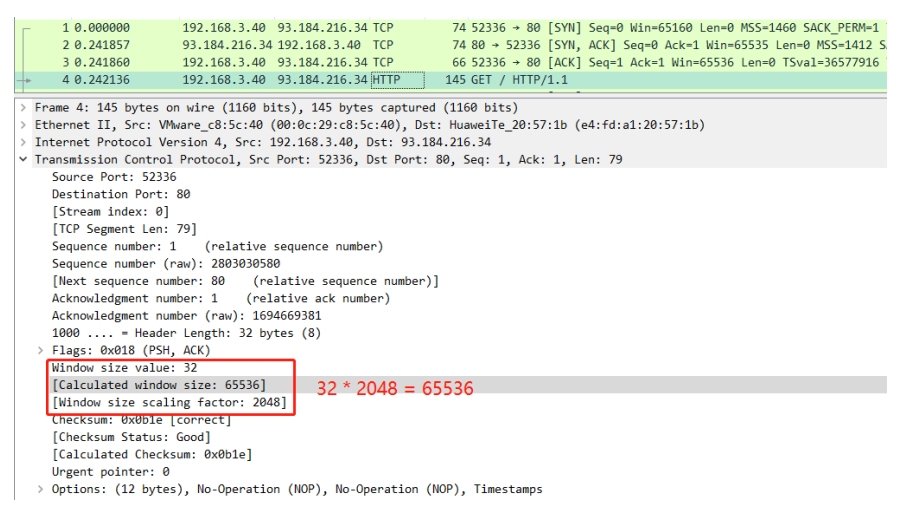 1 0.000000 192.168.3.40 93.184.216.34 TCP 74 52336 → 80 [SYN] Seq=0 Win=65160 Len=0 MSS=1460 SACK_PERM=1
2 0.241857 93.184.216.34 192.168.3.40 TCP 74 80 → 52336 [SYN, ACK] Seq=0 Ack=1 Win=65535 Len=0 MSS=1412
3 0.241860 192.168.3.40 93.184.216.34 TCP 66 52336 → 80 [ACK] Seq=1 Ack=1 Win=65536 Len=0 TSval=36577916
4 0.242136 192.168.3.40 93.184.216.34 HTTP 145 GET / HTTP/1.1
Frame 4: 145 bytes on wire (1160 bits), 145 bytes captured (1160 bits)
Ethernet II, Src: VMware_c8:5c:40 (00:0c:29:c8:5c:40), Dst: HuaweiTe_20:57:1b (e4:fd:a1:20:57:1b)
Internet Protocol Version 4, Src: 192.168.3.40, Dst: 93.184.216.34
Transmission Control Protocol, Src Port: 52336, Dst Port: 80, Seq: 1, Ack: 1, Len: 79
Source Port: 52336
Destination Port: 80
[Stream index: 0]
[TCP Segment Len: 79]
Sequence number: 1 (relative sequence number)
Sequence number (raw): 2803030580
[Next sequence number: 80 (relative sequence number)]
Acknowledgment number: 1 (relative ack number)
Acknowledgment number (raw): 1694669381
1000 .... = Header Length: 32 bytes (8)
Flags: 0x018 (PSH, ACK)
Window size value: 32
[Calculated window size: 65536]
32 * 2048 = 65536
[Window size scaling factor: 2048]
Checksum: 0x0b1e [correct]
[Checksum Status: Good]
[Calculated Checksum: 0x0b1e]
Urgent pointer: 0
Options: (12 bytes), No-Operation (NOP), No-Operation (NOP), Timestamps